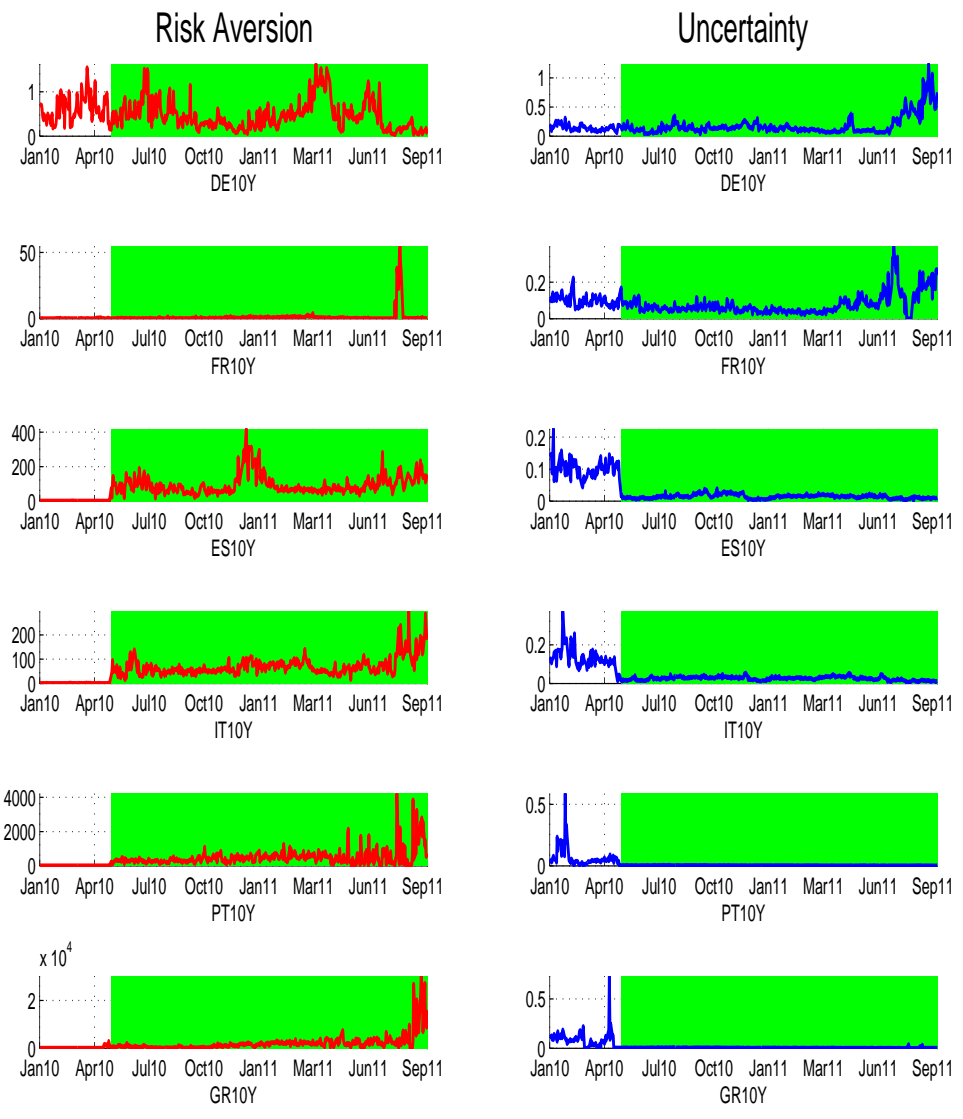 Risk Aversion
Uncertainty
1
0
Jan10 Apr10 Jul10 Oct10 Jan11 Mar11 Jun11 Sep11
DE10Y
1
0.5
0
Jan10 Apr10 Jul10 Oct10 Jan11 Mar11 Jun11 Sep11
DE10Y
50
0
Jan10 Apr10 Jul10 Oct10 Jan11 Mar11 Jun11 Sep11
FR10Y
0.2
0
Jan10 Apr10 Jul10 Oct10 Jan11 Mar11 Jun11 Sep11
FR10Y
400
200
0
Jan10 Apr10 Jul10 Oct10 Jan11 Mar11 Jun11 Sep11
ES10Y
0.2
0.1
0
Jan10 Apr10 Jul10 Oct10 Jan11 Mar11 Jun11 Sep11
ES10Y
200
100
0
Jan10 Apr10 Jul10 Oct10 Jan11 Mar11 Jun11 Sep11
IT10Y
0.2
0
Jan10 Apr10 Jul10 Oct10 Jan11 Mar11 Jun11 Sep11
IT10Y
4000
2000
0
Jan10 Apr10 Jul10 Oct10 Jan11 Mar11 Jun11 Sep11
PT10Y
0.5
0
Jan10 Apr10 Jul10 Oct10 Jan11 Mar11 Jun11 Sep11
PT10Y
x 10^4
2
0
Jan10 Apr10 Jul10 Oct10 Jan11 Mar11 Jun11 Sep11
GR10Y
0.5
0
Jan10 Apr10 Jul10 Oct10 Jan11 Mar11 Jun11 Sep11
GR10Y